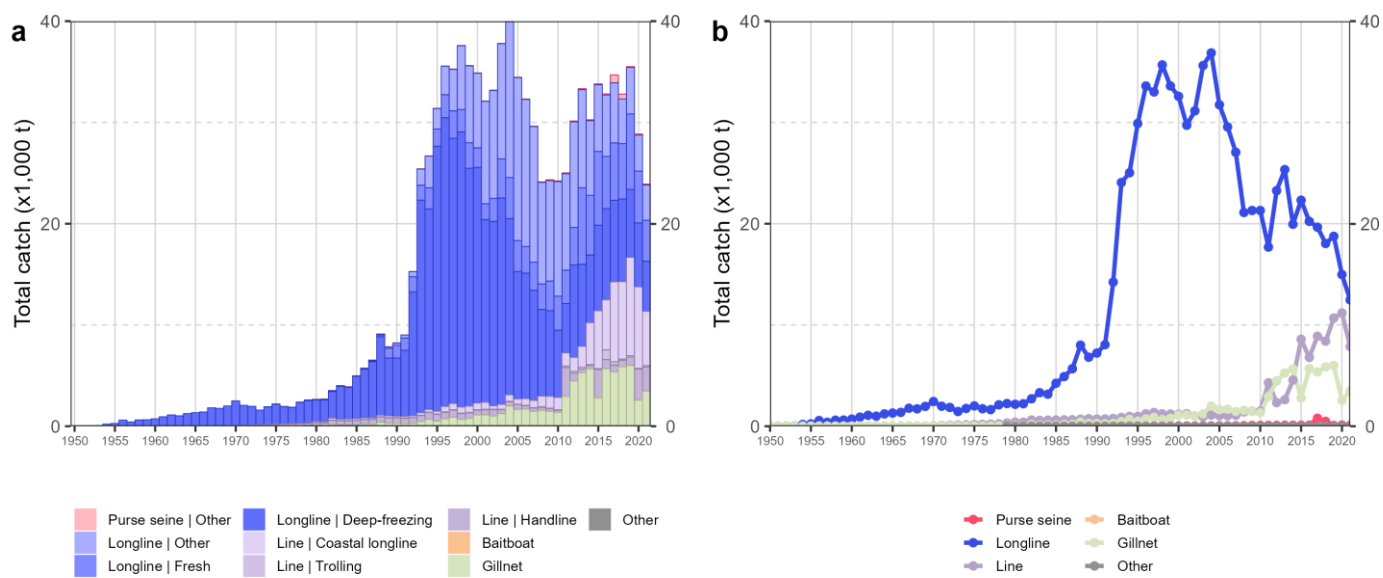 a
b
Total catch (x1,000 t)
40
20
0
40
20
0
1950 1955 1960 1965 1970 1975 1980 1985 1990 1995 2000 2005 2010 2015 2020
Total catch (x1,000 t)
40
20
0
40
20
0
1950 1955 1960 1965 1970 1975 1980 1985 1990 1995 2000 2005 2010 2015 2020
Purse seine | Other
Longline | Other
Longline | Fresh
Longline | Deep-freezing
Line | Coastal longline
Line | Trolling
Line | Handline
Baitboat
Gillnet
Other
Purse seine
Longline
Line
Baitboat
Gillnet
Other